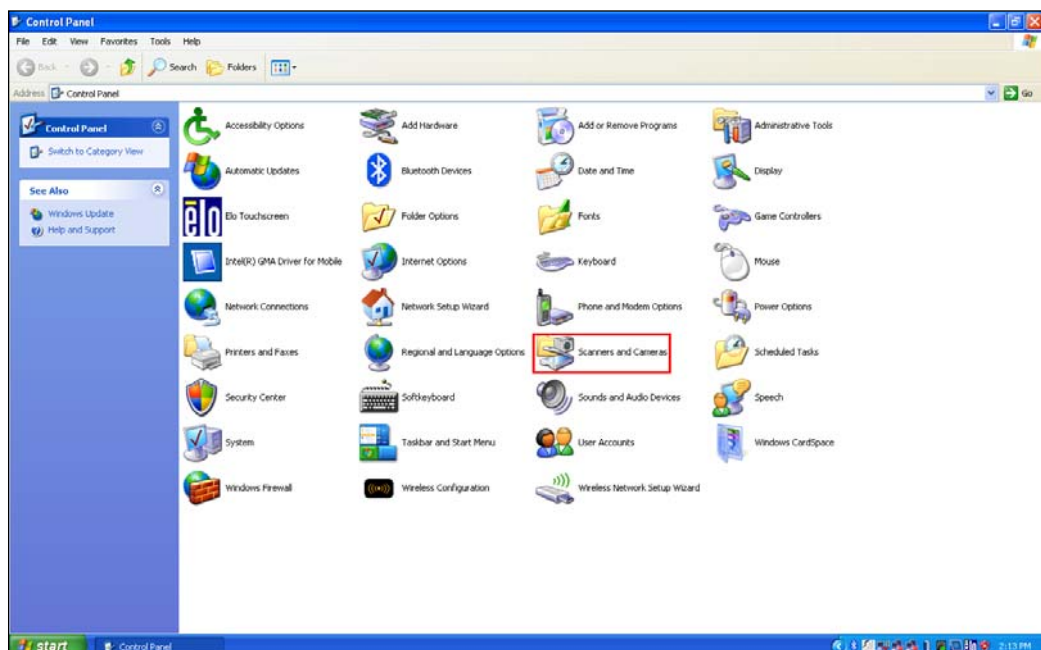 Control Panel
File Edit View Favorites Tools Help
Back Search Folders
Address Control Panel Go
Control Panel
Switch to Category View
See Also
Windows Update
Help and Support
Accessibility Options Add Hardware Add or Remove Programs Administrative Tools
Automatic Updates Bluetooth Devices Date and Time Display
elo Elo Touchscreen Folder Options Fonts Game Controllers
Intel(R) GMA Driver for Mobile Internet Options Keyboard Mouse
Network Connections Network Setup Wizard Phone and Modem Options Power Options
Printers and Faxes Regional and Language Options Scanners and Cameras Scheduled Tasks
Security Center Softkeyboard Sounds and Audio Devices Speech
System Taskbar and Start Menu User Accounts Windows CardSpace
Windows Firewall Wireless Configuration Wireless Network Setup Wizard
start Control Panel 2:13 PM